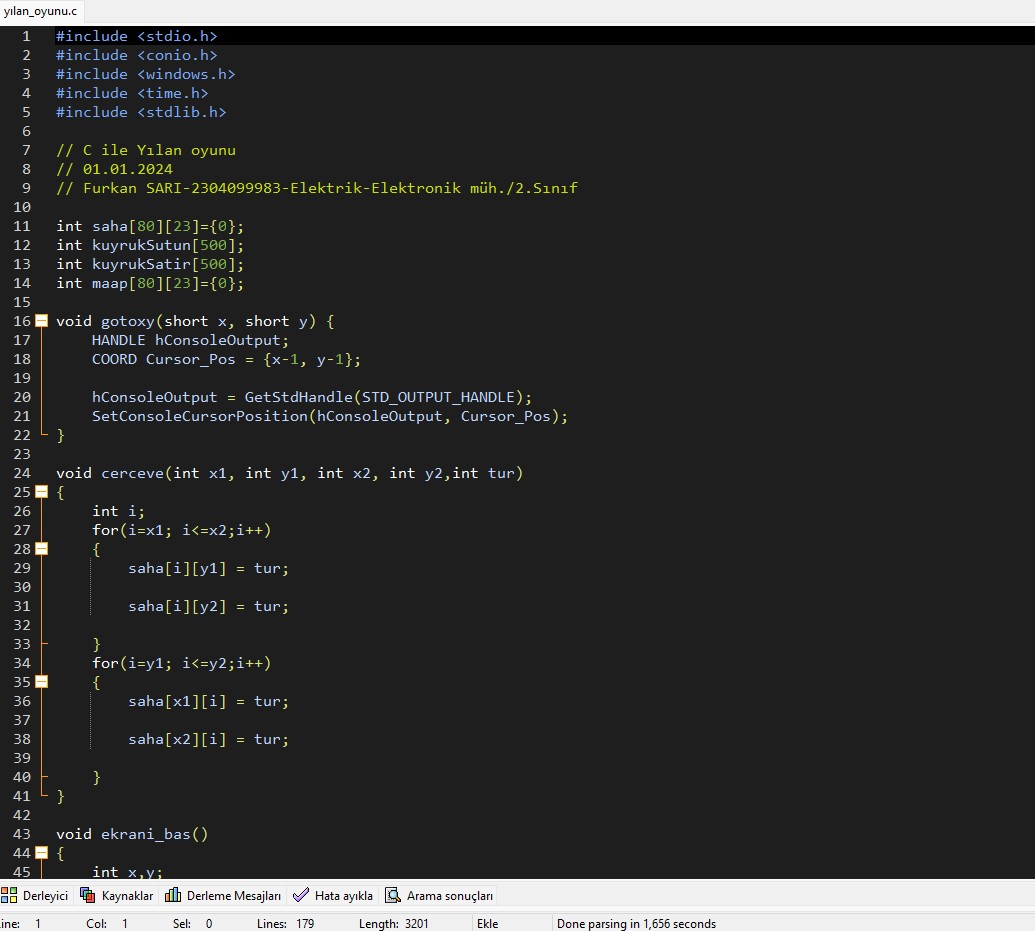 yılan_oyunu.c
1 #include <stdio.h>
2 #include <conio.h>
3 #include <windows.h>
4 #include <time.h>
5 #include <stdlib.h>
6
7 // C ile Yılan oyunu
8 // 01.01.2024
9 // Furkan SARI-2304099983-Elektrik-Elektronik müh./2.Sınıf
10
11 int saha[80][23]={0};
12 int kuyrukSutun[500];
13 int kuyrukSatir[500];
14 int maap[80][23]={0};
15
16 void gotoxy(short x, short y) {
17 HANDLE hConsoleOutput;
18 COORD Cursor_Pos = {x-1, y-1};
19
20 hConsoleOutput = GetStdHandle(STD_OUTPUT_HANDLE);
21 SetConsoleCursorPosition(hConsoleOutput, Cursor_Pos);
22 }
23
24 void cerceve(int x1, int y1, int x2, int y2,int tur)
25 {
26 int i;
27 for(i=x1; i<=x2;i++)
28 {
29 saha[i][y1] = tur;
30
31 saha[i][y2] = tur;
32
33 }
34 for(i=y1; i<=y2;i++)
35 {
36 saha[x1][i] = tur;
37
38 saha[x2][i] = tur;
39
40 }
41 }
42
43 void ekrani_bas()
44 {
45 int x,y;
Derleyici Kaynaklar Derleme Mesajları Hata ayıkla Arama sonuçları
ine: 1 Col: 1 Sel: 0 Lines: 179 Length: 3201 Ekle Done parsing in 1,656 seconds